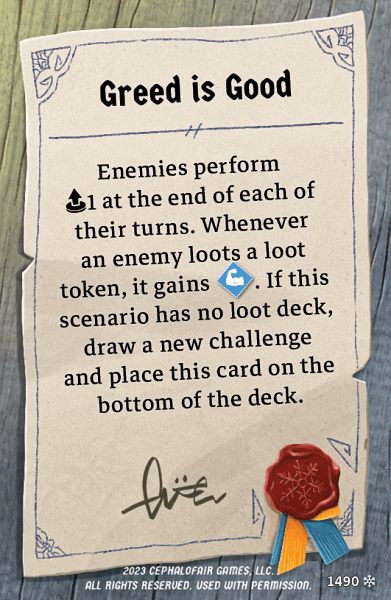 Greed is Good
Enemies perform
1 at the end of each of
their turns. Whenever
an enemy loots a loot
token, it gains . If this
scenario has no loot deck,
draw a new challenge
and place this card on the
bottom of the deck.
2023 CEPHALOFAIR GAMES, LLC.
ALL RIGHTS RESERVED. USED WITH PERMISSION.
1490